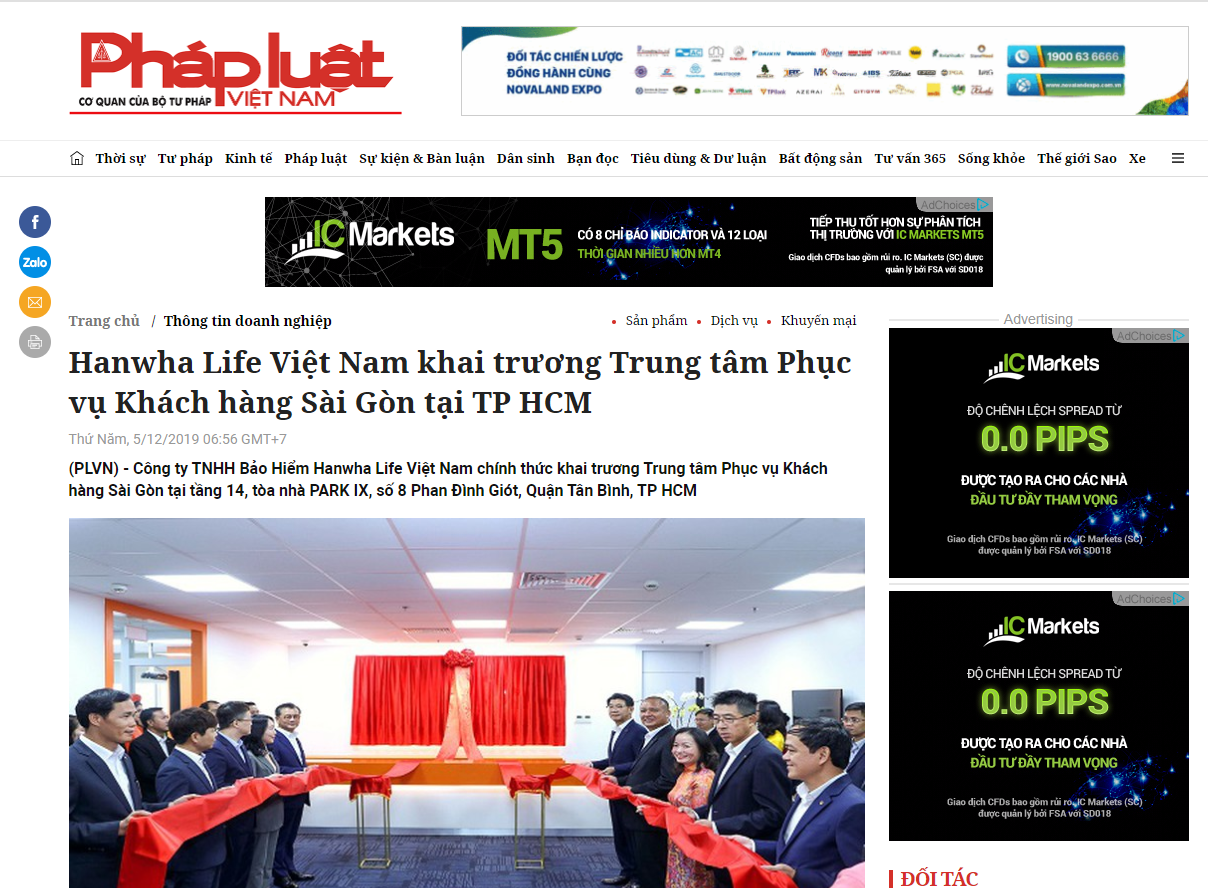 Pháp luật
CƠ QUAN CỦA BỘ TƯ PHÁP
VIỆT NAM
ĐỐI TÁC CHIẾN LƯỢC
ĐỒNG HÀNH CÙNG
NOVALAND EXPO
DAIKIN
Panasonic
MK
AIBS
PGA
TPBank
AZERAI
CITIGYM
1900 63 6666
www.novalandexpo.com.vn
Thời sự Tư pháp Kinh tế Pháp luật Sự kiện & Bàn luận Dân sinh Bạn đọc Tiêu dùng & Dư luận Bất động sản Tư vấn 365 Sống khỏe Thế giới Sao Xe
f
Zalo
AdChoices
IC Markets
MT5
CÓ 8 CHỈ BÁO INDICATOR VÀ 12 LOẠI
THỜI GIAN NHIỀU HƠN MT4
TIẾP THU TỐT HƠN SỰ PHÂN TÍCH
THỊ TRƯỜNG VỚI IC MARKETS MT5
Giao dịch CFDs bao gồm rủi ro. IC Markets (SC) được
quản lý bởi FSA với SD018
Trang chủ / Thông tin doanh nghiệp
Sản phẩm Dịch vụ Khuyến mại
Hanwha Life Việt Nam khai trương Trung tâm Phục
vụ Khách hàng Sài Gòn tại TP HCM
Thứ Năm, 5/12/2019 06:56 GMT+7
(PLVN) - Công ty TNHH Bảo Hiểm Hanwha Life Việt Nam chính thức khai trương Trung tâm Phục vụ Khách
hàng Sài Gòn tại tầng 14, tòa nhà PARK IX, số 8 Phan Đình Giót, Quận Tân Bình, TP HCM
Advertising
AdChoices
IC Markets
ĐỘ CHÊNH LỆCH SPREAD TỪ
0.0 PIPS
ĐƯỢC TẠO RA CHO CÁC NHÀ
ĐẦU TƯ ĐẦY THAM VỌNG
Giao dịch CFDs bao gồm rủi ro. IC Markets (SC)
được quản lý bởi FSA với SD018
AdChoices
IC Markets
ĐỘ CHÊNH LỆCH SPREAD TỪ
0.0 PIPS
ĐƯỢC TẠO RA CHO CÁC NHÀ
ĐẦU TƯ ĐẦY THAM VỌNG
Giao dịch CFDs bao gồm rủi ro. IC Markets (SC)
được quản lý bởi FSA với SD018
ĐỐI TÁC